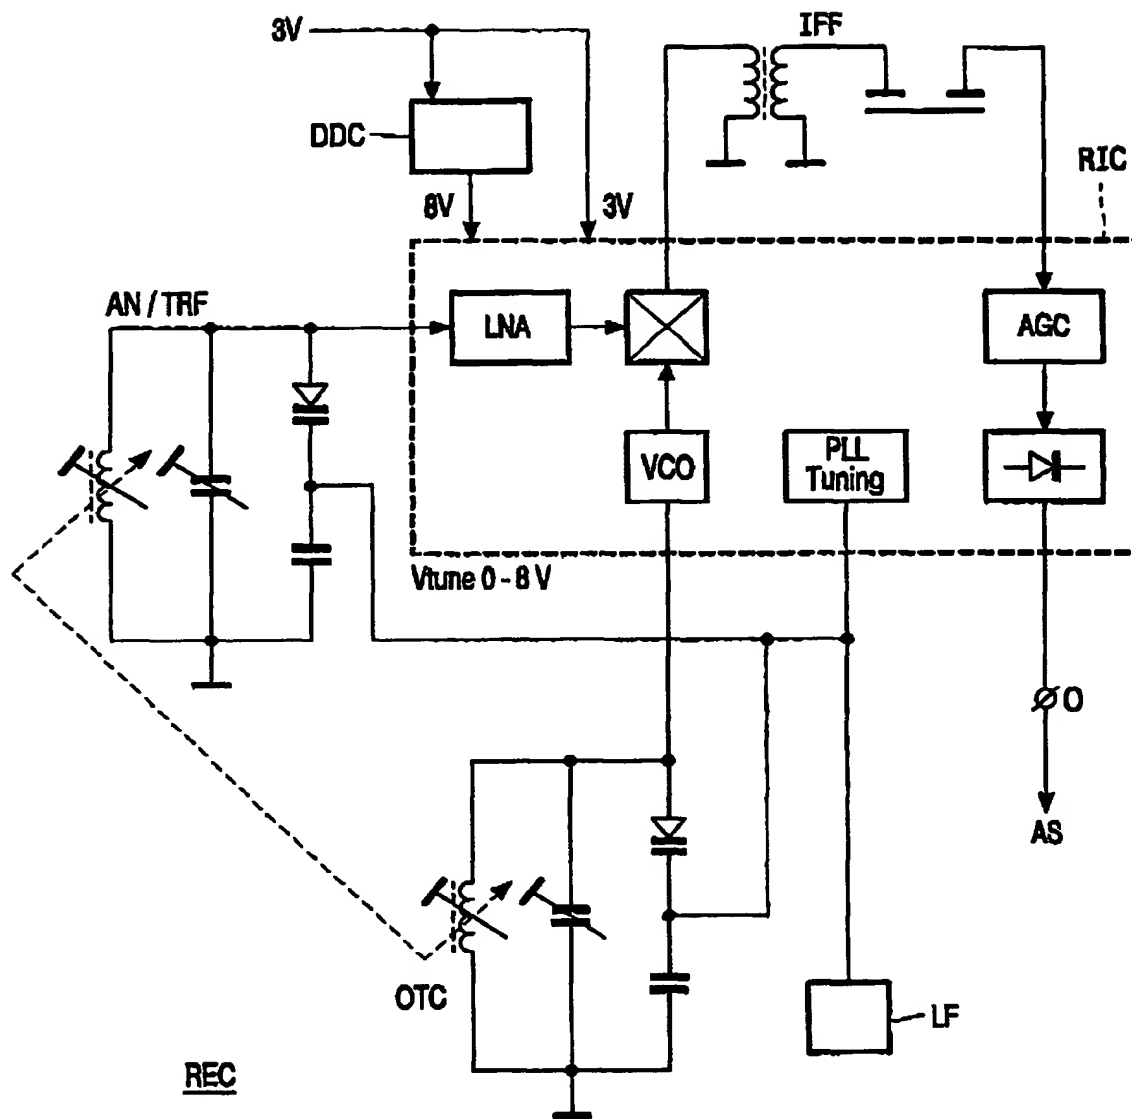 3V
IFF
DDC
RIC
8V
3V
AN / TRF
LNA
AGC
VCO
PLL
Tuning
Vtune 0 - 8 V
O
AS
OTC
LF
REC